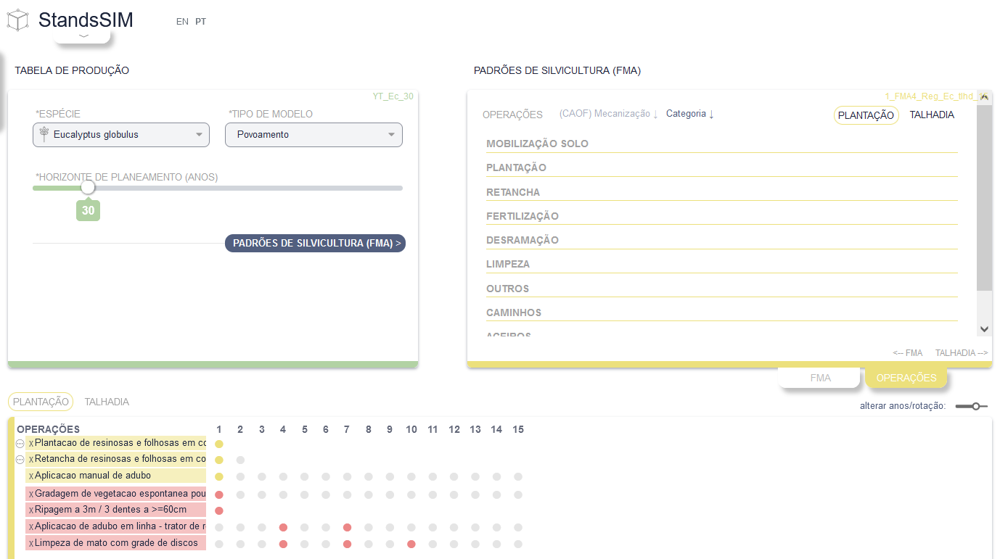 StandsSIM
EN PT
TABELA DE PRODUÇÃO
YT_Ec_30
*ESPÉCIE
*TIPO DE MODELO
Eucalyptus globulus
Povoamento
*HORIZONTE DE PLANEAMENTO (ANOS)
30
PADRÕES DE SILVICULTURA (FMA) >
PADRÕES DE SILVICULTURA (FMA)
1_FMA4_Reg_Ec_tlhd_
OPERAÇÕES
(CAOF) Mecanização ↓
Categoria ↓
PLANTAÇÃO
TALHADIA
MOBILIZAÇÃO SOLO
PLANTAÇÃO
RETANCHA
FERTILIZAÇÃO
DESRAMAÇÃO
LIMPEZA
OUTROS
CAMINHOS
ACEIROS
<-- FMA
TALHADIA -->
FMA
OPERAÇÕES
PLANTAÇÃO
TALHADIA
alterar anos/rotação:
OPERAÇÕES 1 2 3 4 5 6 7 8 9 10 11 12 13 14 15
x Plantacao de resinosas e folhosas em co
x Retancha de resinosas e folhosas em co
x Aplicacao manual de adubo
x Gradagem de vegetacao espontanea pou
x Ripagem a 3m / 3 dentes a >=60cm
x Aplicacao de adubo em linha - trator de r
x Limpeza de mato com grade de discos